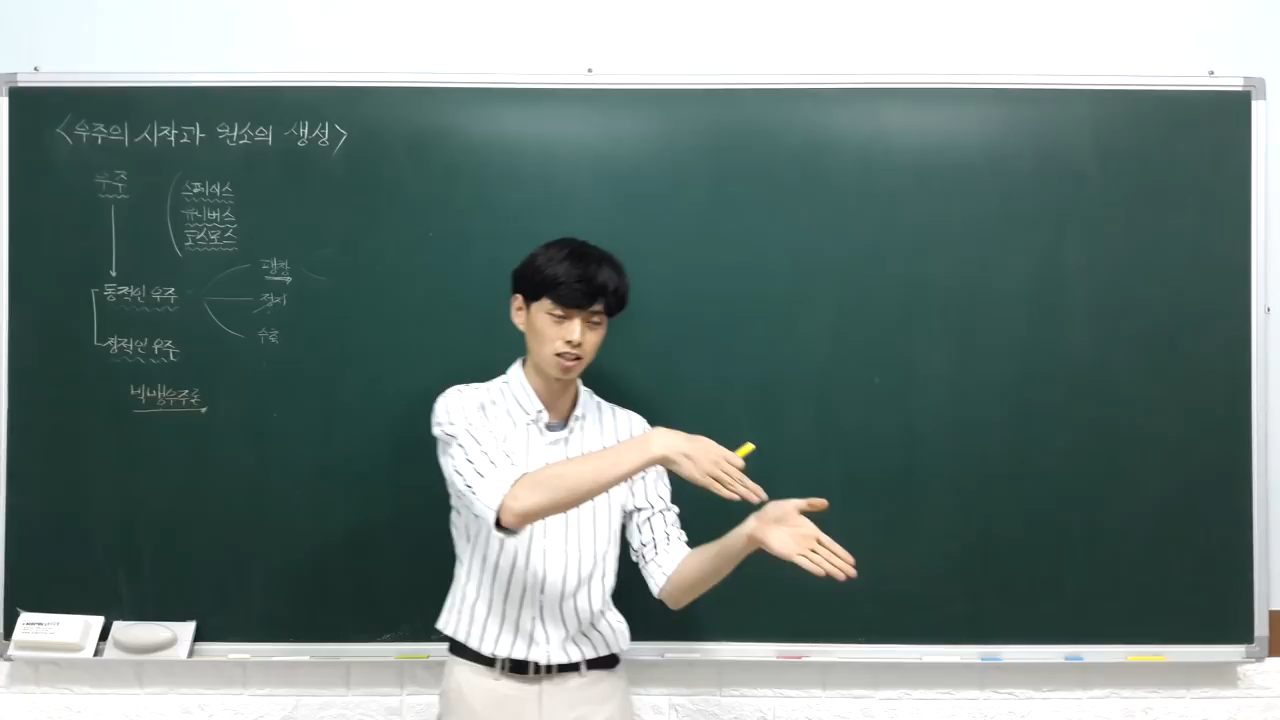 <우주의 시작과 원소의 생성>
우주
스페이스
유니버스
코스모스
팽창
동적인 우주
정지
수축
정적인 우주
빅뱅우주론